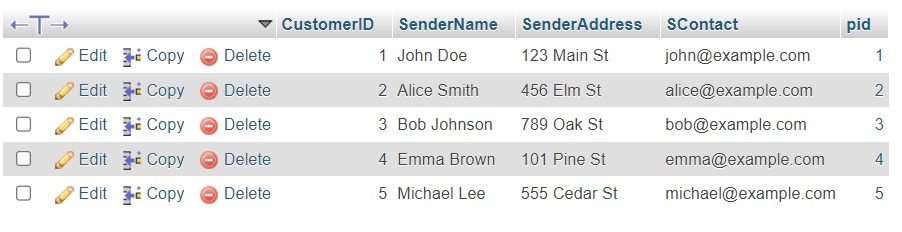 CustomerID SenderName SenderAddress SContact pid
Edit Copy Delete 1 John Doe 123 Main St john@example.com 1
Edit Copy Delete 2 Alice Smith 456 Elm St alice@example.com 2
Edit Copy Delete 3 Bob Johnson 789 Oak St bob@example.com 3
Edit Copy Delete 4 Emma Brown 101 Pine St emma@example.com 4
Edit Copy Delete 5 Michael Lee 555 Cedar St michael@example.com 5